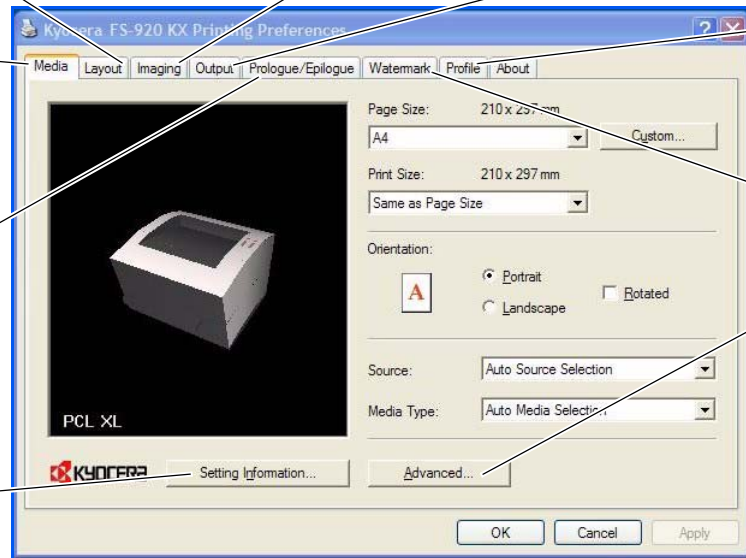 Kyocera FS-920 KX Printing Preferences
Media Layout Imaging Output Prologue/Epilogue Watermark Profile About
Page Size: 210 x 297 mm
A4 Custom...
Print Size: 210 x 297 mm
Same as Page Size
Orientation:
A Portrait Rotated
Landscape
Source: Auto Source Selection
Media Type: Auto Media Selection
PCL XL
KYOCERA Setting Information... Advanced...
OK Cancel Apply